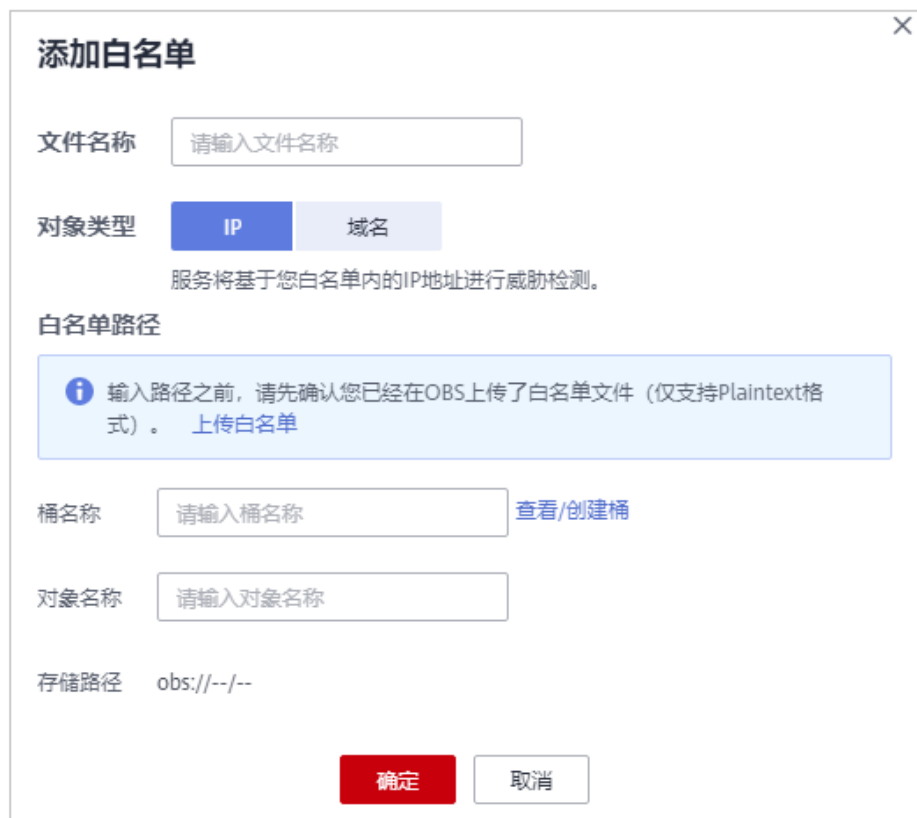 添加白名单
文件名称 请输入文件名称
对象类型 IP 域名
服务将基于您白名单内的IP地址进行威胁检测。
白名单路径
输入路径之前，请先确认您已经在OBS上传了白名单文件（仅支持Plaintext格
式）。 上传白名单
桶名称 请输入桶名称 查看/创建桶
对象名称 请输入对象名称
存储路径 obs://--/--
确定 取消